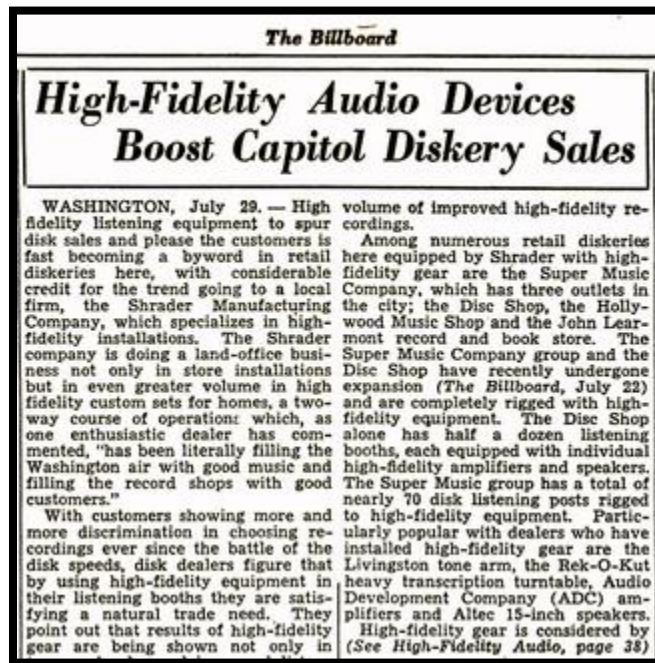 The Billboard
High-Fidelity Audio Devices
Boost Capitol Diskery Sales
WASHINGTON, July 29. — High
fidelity listening equipment to spur
disk sales and please the customers is
fast becoming a byword in retail
diskeries here, with considerable
credit for the trend going to a local
firm, the Shrader Manufacturing
Company, which specializes in high-
fidelity installations. The Shrader
company is doing a land-office busi-
ness not only in store installations
but in even greater volume in high
fidelity custom sets for homes, a two-
way course of operations which, as
one enthusiastic dealer has com-
mented, "has been literally filling the
Washington air with good music and
filling the record shops with good
customers."
With customers showing more and
more discrimination in choosing re-
cordings ever since the battle of the
disk speeds, disk dealers figure that
by using high-fidelity equipment in
their listening booths they are satis-
fying a natural trade need. They
point out that results of high-fidelity
gear are being shown not only in
volume of improved high-fidelity re-
cordings.
Among numerous retail diskeries
here equipped by Shrader with high-
fidelity gear are the Super Music
Company, which has three outlets in
the city; the Disc Shop, the Holly-
wood Music Shop and the John Lear-
mont record and book store. The
Super Music Company group and the
Disc Shop have recently undergone
expansion (The Billboard, July 22)
and are completely rigged with high-
fidelity equipment. The Disc Shop
alone has half a dozen listening
booths, each equipped with individual
high-fidelity amplifiers and speakers.
The Super Music group has a total of
nearly 70 disk listening posts rigged
to high-fidelity equipment. Partic-
ularly popular with dealers who have
installed high-fidelity gear are the
Livingston tone arm, the Rek-O-Kut
heavy transcription turntable, Audio
Development Company (ADC) am-
plifiers and Altec 15-inch speakers.
High-fidelity gear is considered by
(See High-Fidelity Audio, page 38)